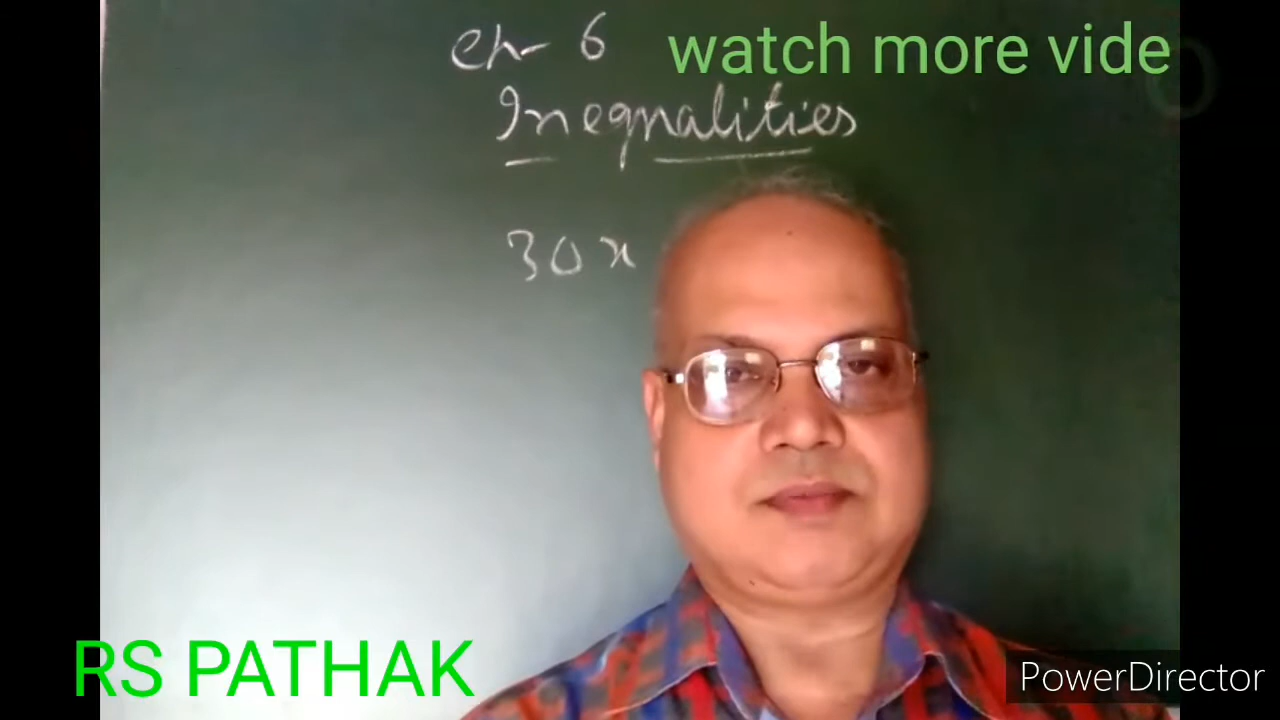 Ch- 6
watch more vide
Inequalities
30x
RS PATHAK
PowerDirector